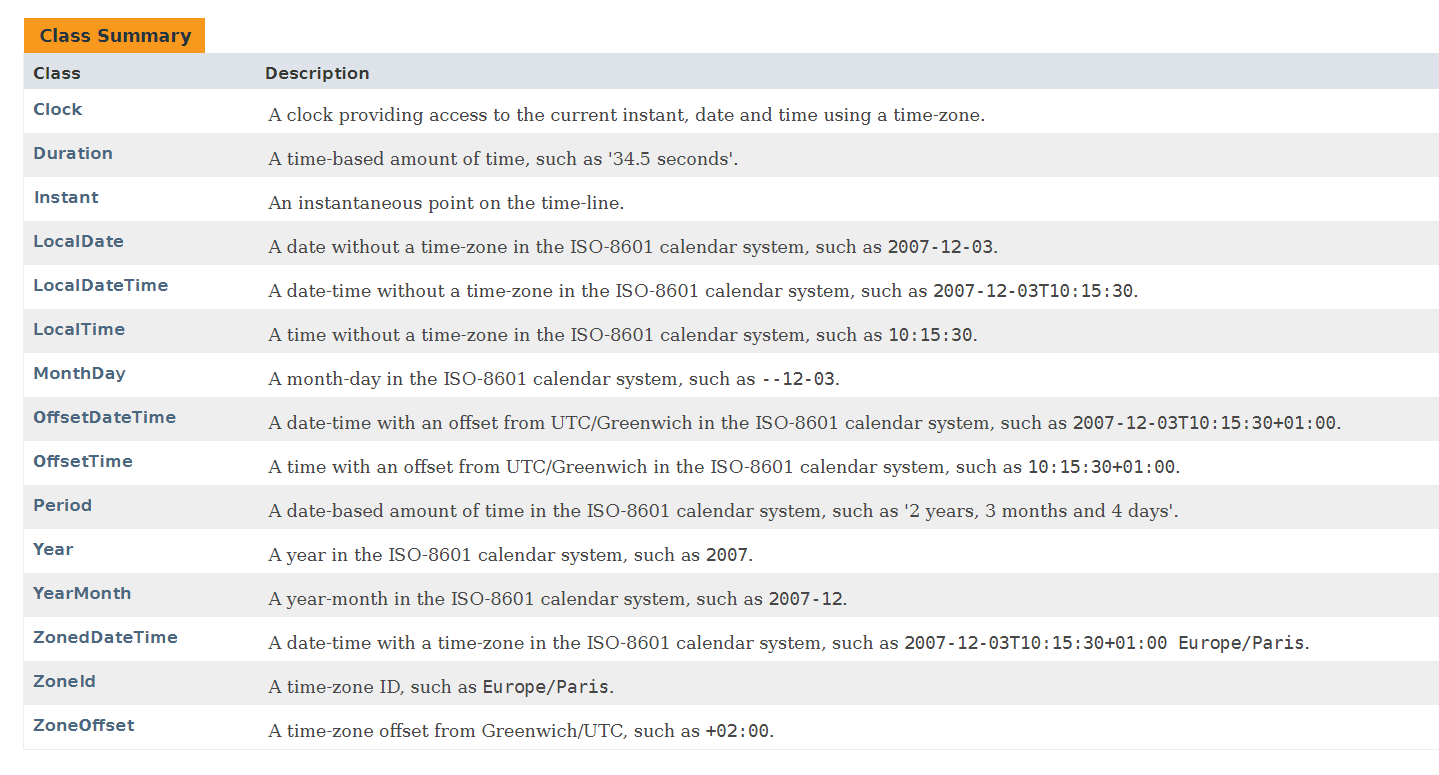 Class Summary
Class Description
Clock A clock providing access to the current instant, date and time using a time-zone.
Duration A time-based amount of time, such as '34.5 seconds'.
Instant An instantaneous point on the time-line.
LocalDate A date without a time-zone in the ISO-8601 calendar system, such as 2007-12-03.
LocalDateTime A date-time without a time-zone in the ISO-8601 calendar system, such as 2007-12-03T10:15:30.
LocalTime A time without a time-zone in the ISO-8601 calendar system, such as 10:15:30.
MonthDay A month-day in the ISO-8601 calendar system, such as --12-03.
OffsetDateTime A date-time with an offset from UTC/Greenwich in the ISO-8601 calendar system, such as 2007-12-03T10:15:30+01:00.
OffsetTime A time with an offset from UTC/Greenwich in the ISO-8601 calendar system, such as 10:15:30+01:00.
Period A date-based amount of time in the ISO-8601 calendar system, such as '2 years, 3 months and 4 days'.
Year A year in the ISO-8601 calendar system, such as 2007.
YearMonth A year-month in the ISO-8601 calendar system, such as 2007-12.
ZonedDateTime A date-time with a time-zone in the ISO-8601 calendar system, such as 2007-12-03T10:15:30+01:00 Europe/Paris.
ZoneId A time-zone ID, such as Europe/Paris.
ZoneOffset A time-zone offset from Greenwich/UTC, such as +02:00.